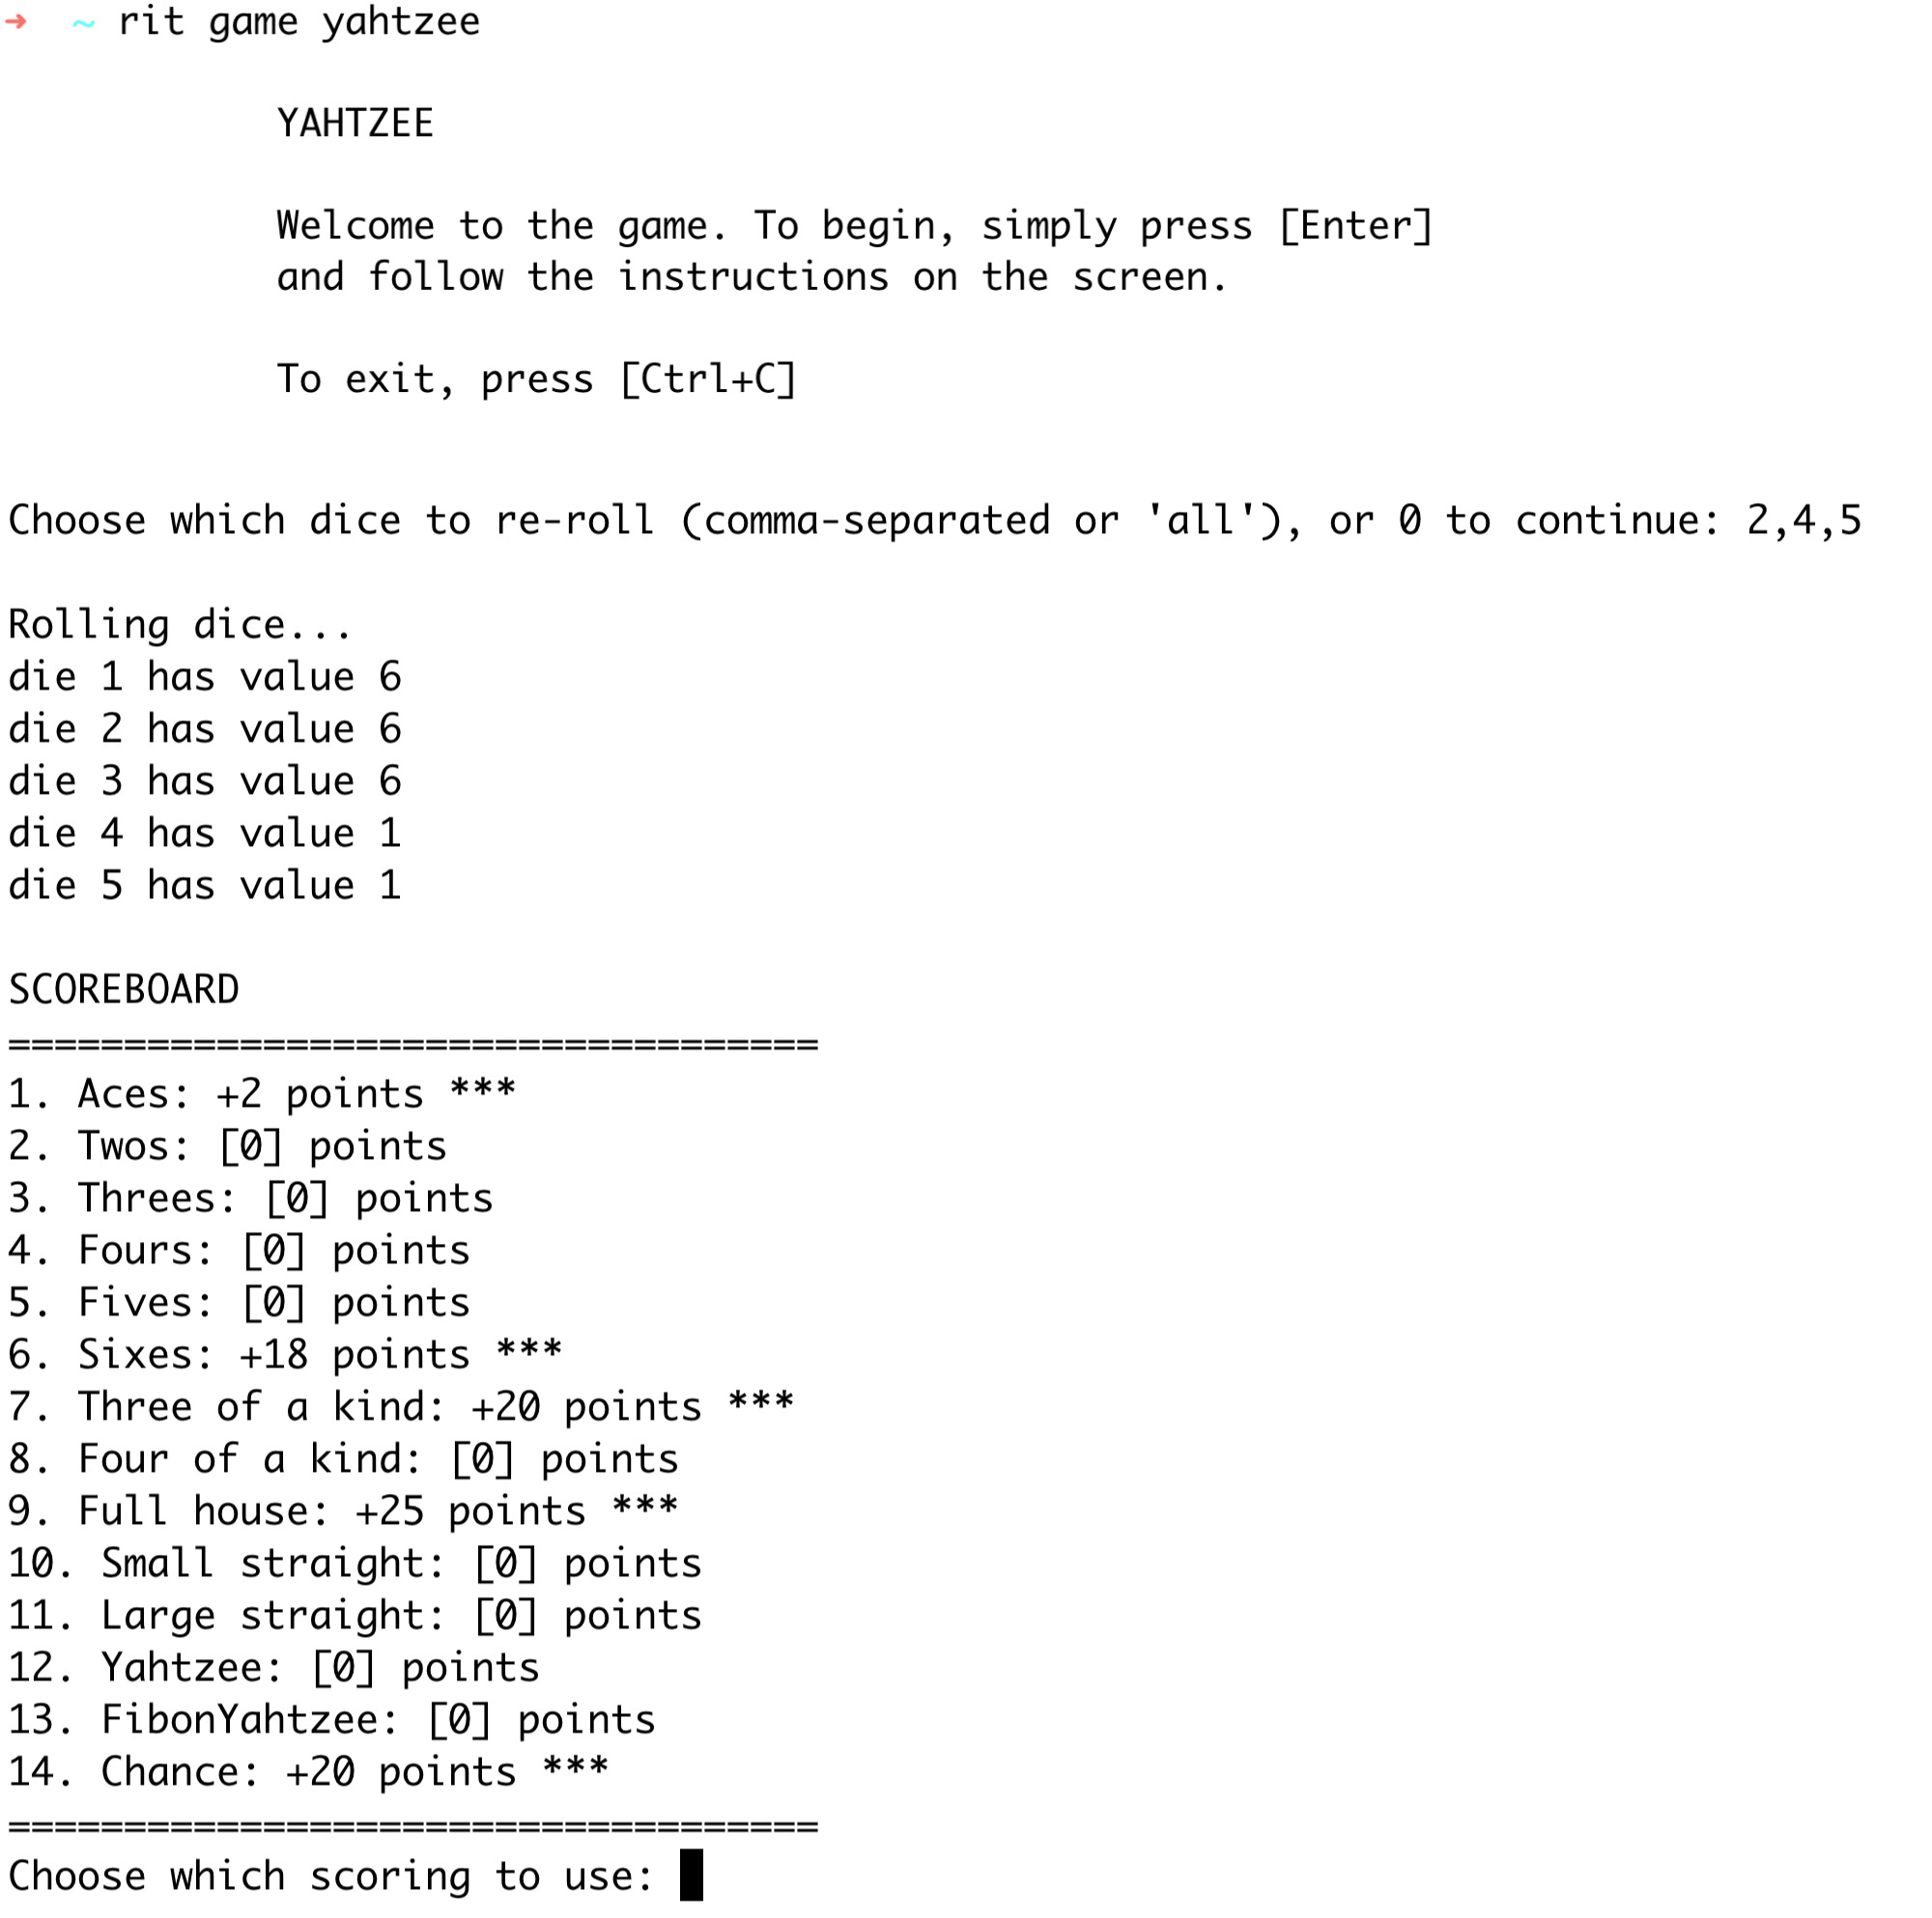 ➜ ~ rit game yahtzee
YAHTZEE
Welcome to the game. To begin, simply press [Enter]
and follow the instructions on the screen.
To exit, press [Ctrl+C]
Choose which dice to re-roll (comma-separated or 'all'), or 0 to continue: 2,4,5
Rolling dice...
die 1 has value 6
die 2 has value 6
die 3 has value 6
die 4 has value 1
die 5 has value 1
SCOREBOARD
===================================
1. Aces: +2 points ***
2. Twos: [0] points
3. Threes: [0] points
4. Fours: [0] points
5. Fives: [0] points
6. Sixes: +18 points ***
7. Three of a kind: +20 points ***
8. Four of a kind: [0] points
9. Full house: +25 points ***
10. Small straight: [0] points
11. Large straight: [0] points
12. Yahtzee: [0] points
13. FibonYahtzee: [0] points
14. Chance: +20 points ***
===================================
Choose which scoring to use: